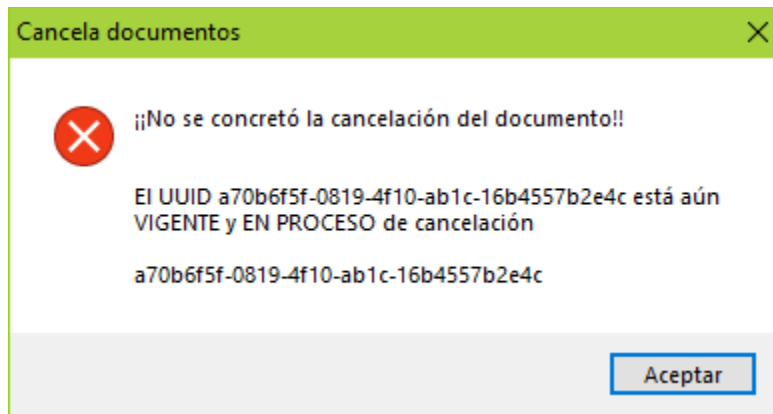 Cancela documentos
¡¡No se concretó la cancelación del documento!!
El UUID a70b6f5f-0819-4f10-ab1c-16b4557b2e4c está aún
VIGENTE y EN PROCESO de cancelación
a70b6f5f-0819-4f10-ab1c-16b4557b2e4c
Aceptar